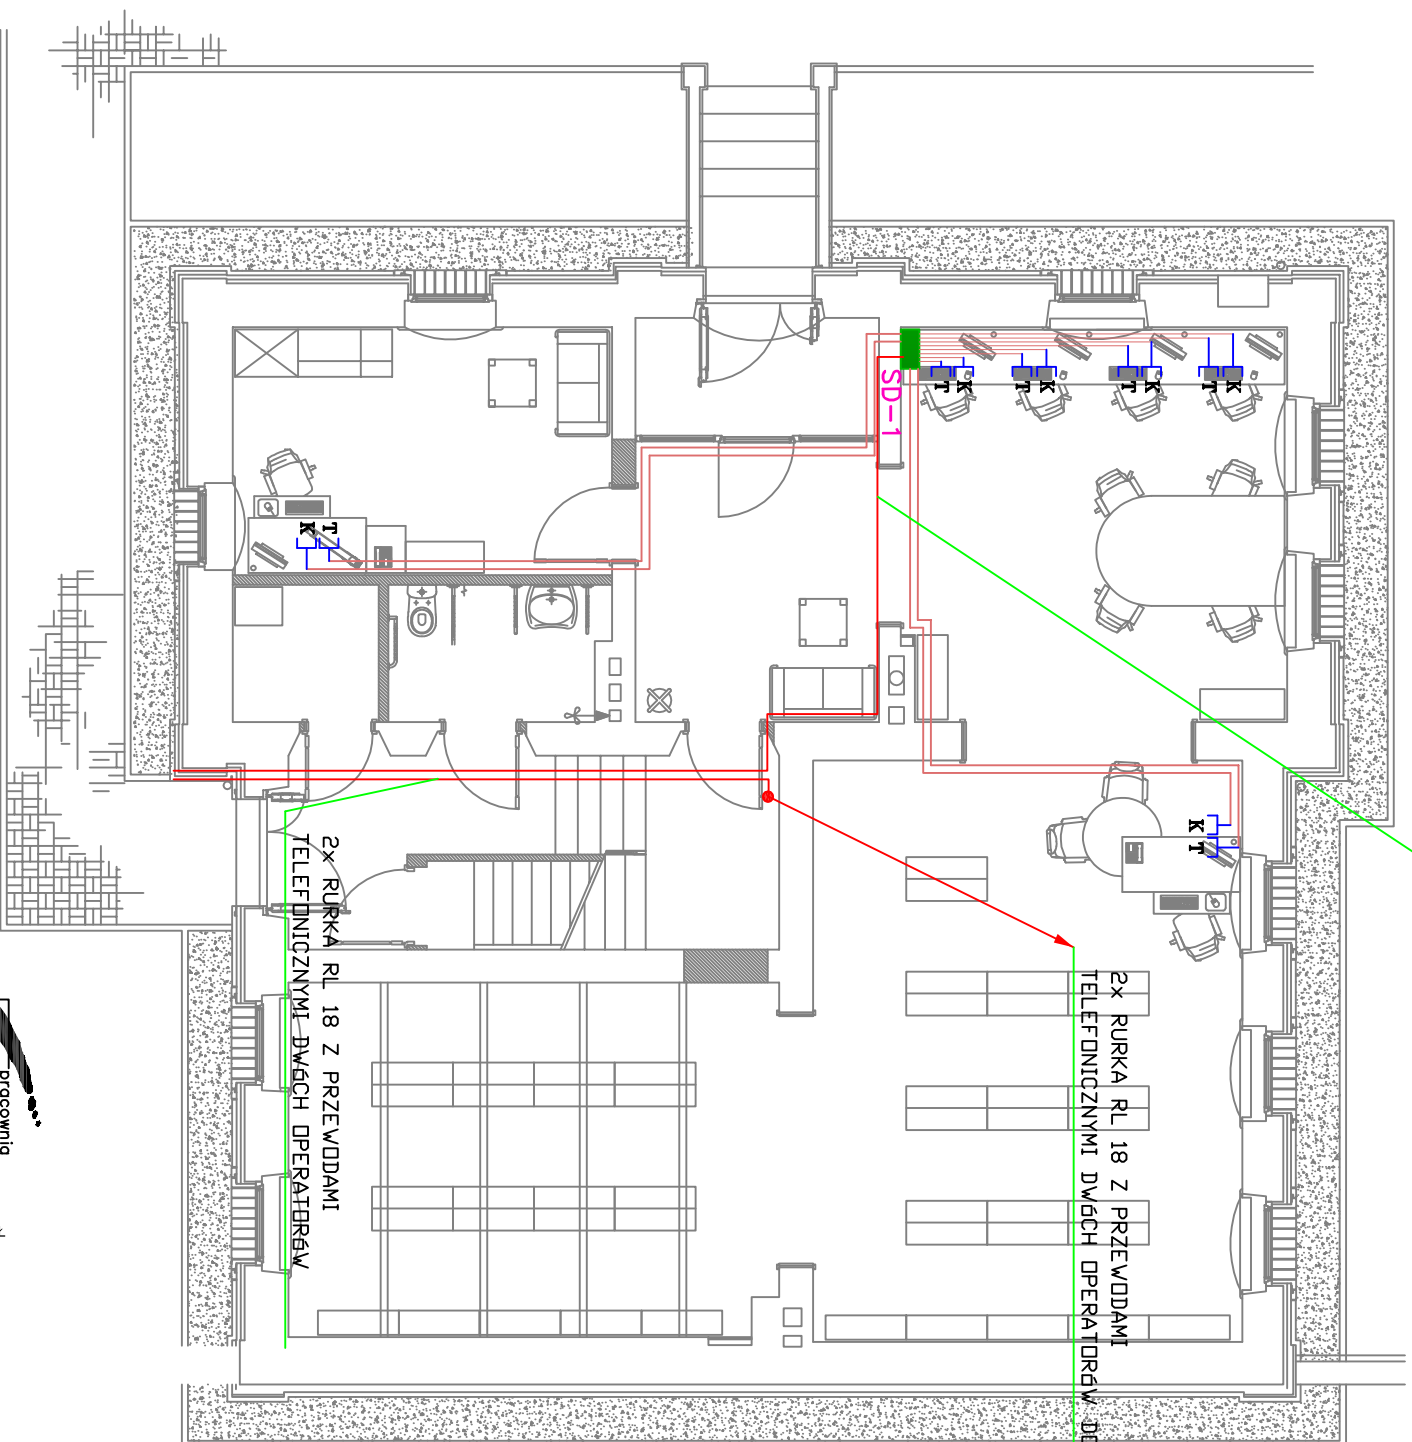 SD-1
T
K
T
K
T
K
T
K
K
T
K
T
2x RURKA RL 18 Z PRZEWODAMI
TELEFONICZNYMI DWóCH OPERATORóW
2x RURKA RL 18 Z PRZEWODAMI
TELEFONICZNYMI DWóCH OPERATORóW
pracownia